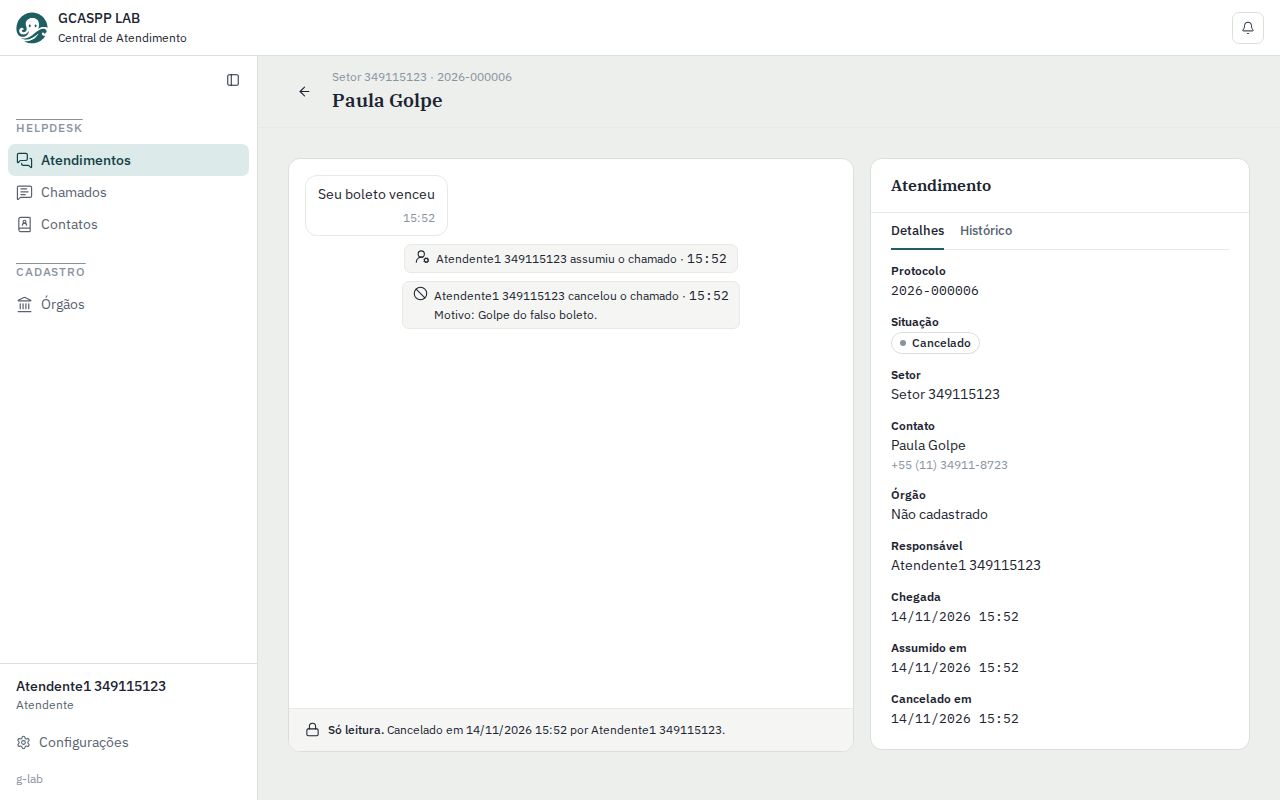 GCASPP LAB
Central de Atendimento
HELPDESK
Atendimentos
Chamados
Contatos
CADASTRO
Órgãos
Atendente1 349115123
Atendente
Configurações
g-lab
Setor 349115123 · 2026-000006
Paula Golpe
Seu boleto venceu
15:52
Atendente1 349115123 assumiu o chamado · 15:52
Atendente1 349115123 cancelou o chamado · 15:52
Motivo: Golpe do falso boleto.
Só leitura. Cancelado em 14/11/2026 15:52 por Atendente1 349115123.
Atendimento
Detalhes Histórico
Protocolo
2026-000006
Situação
Cancelado
Setor
Setor 349115123
Contato
Paula Golpe
+55 (11) 34911-8723
Órgão
Não cadastrado
Responsável
Atendente1 349115123
Chegada
14/11/2026 15:52
Assumido em
14/11/2026 15:52
Cancelado em
14/11/2026 15:52